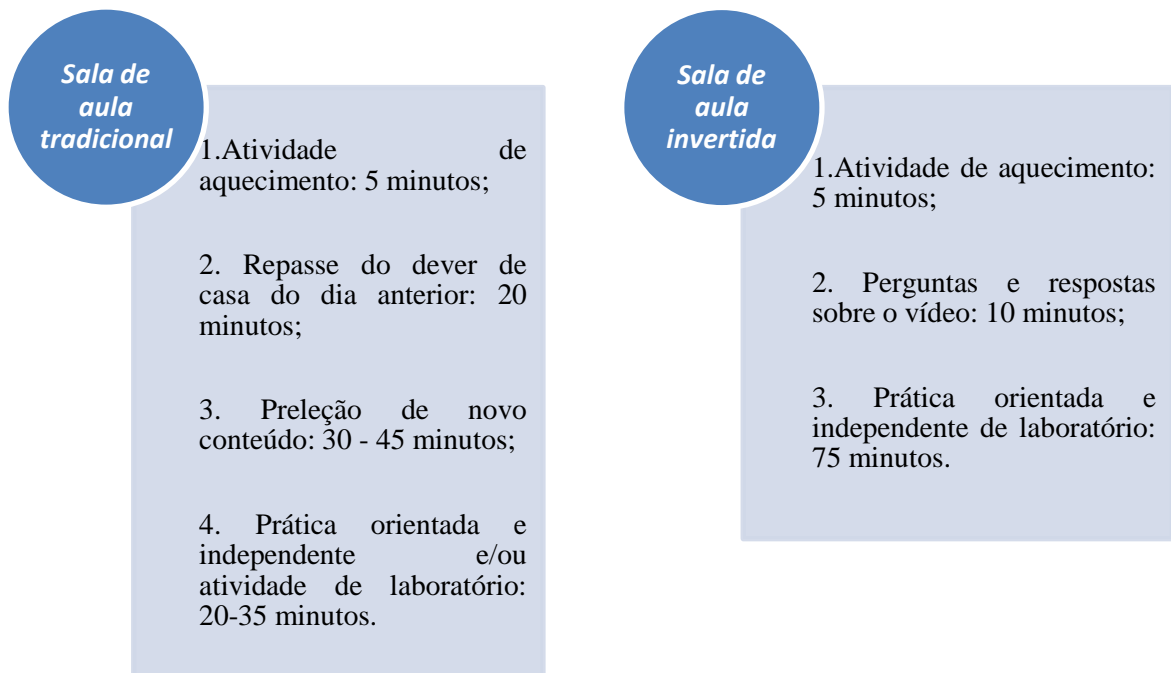 Sala de
aula
tradicional
1.Atividade de
aquecimento: 5 minutos;
2. Repasse do dever de
casa do dia anterior: 20
minutos;
3. Preleção de novo
conteúdo: 30 - 45 minutos;
4. Prática orientada e
independente e/ou
atividade de laboratório:
20-35 minutos.
Sala de
aula
invertida
1.Atividade de aquecimento:
5 minutos;
2. Perguntas e respostas
sobre o vídeo: 10 minutos;
3. Prática orientada e
independente de laboratório:
75 minutos.